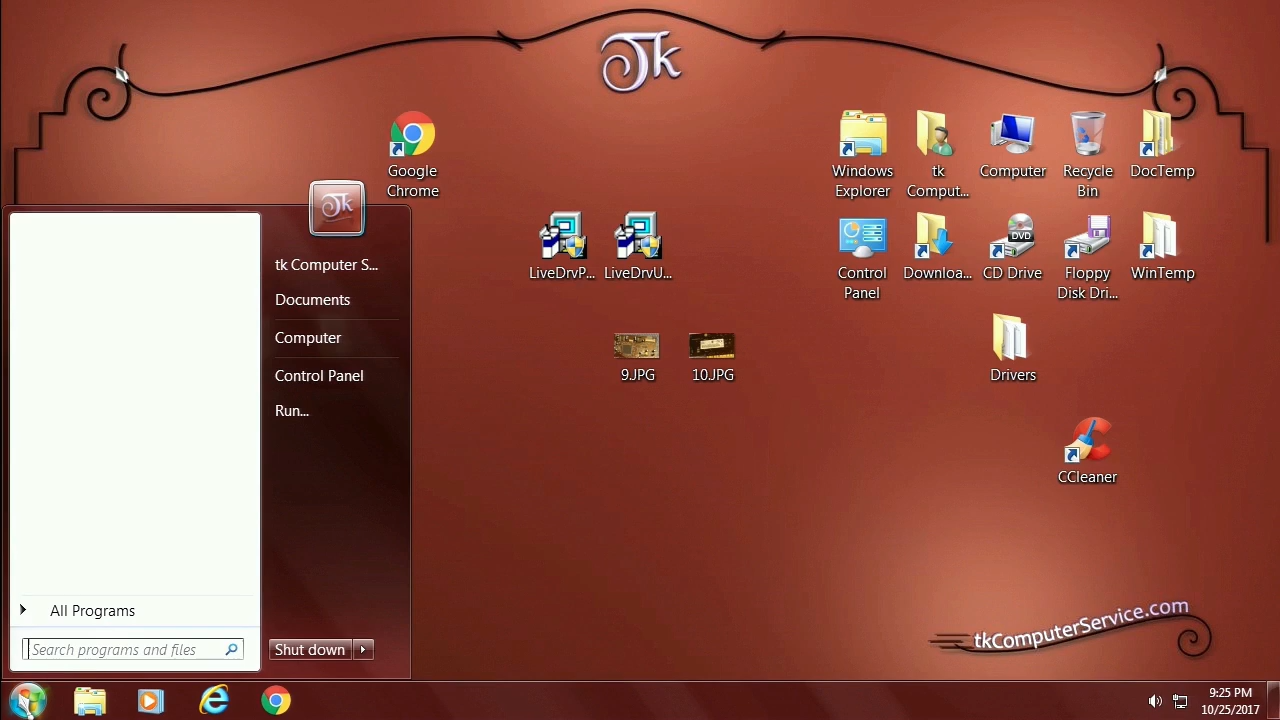 Tk
Google
Chrome
Windows
Explorer
tk
Comput...
Computer
Recycle
Bin
DocTemp
Tk
LiveDrvP...
LiveDrvU...
Control
Panel
Downloa...
DVD
CD Drive
Floppy
Disk Dri...
WinTemp
tk Computer S...
Documents
Computer
Control Panel
Run...
9.JPG
10.JPG
Drivers
CCleaner
All Programs
Search programs and files
Shut down
tkComputerService.com
9:25 PM
10/25/2017